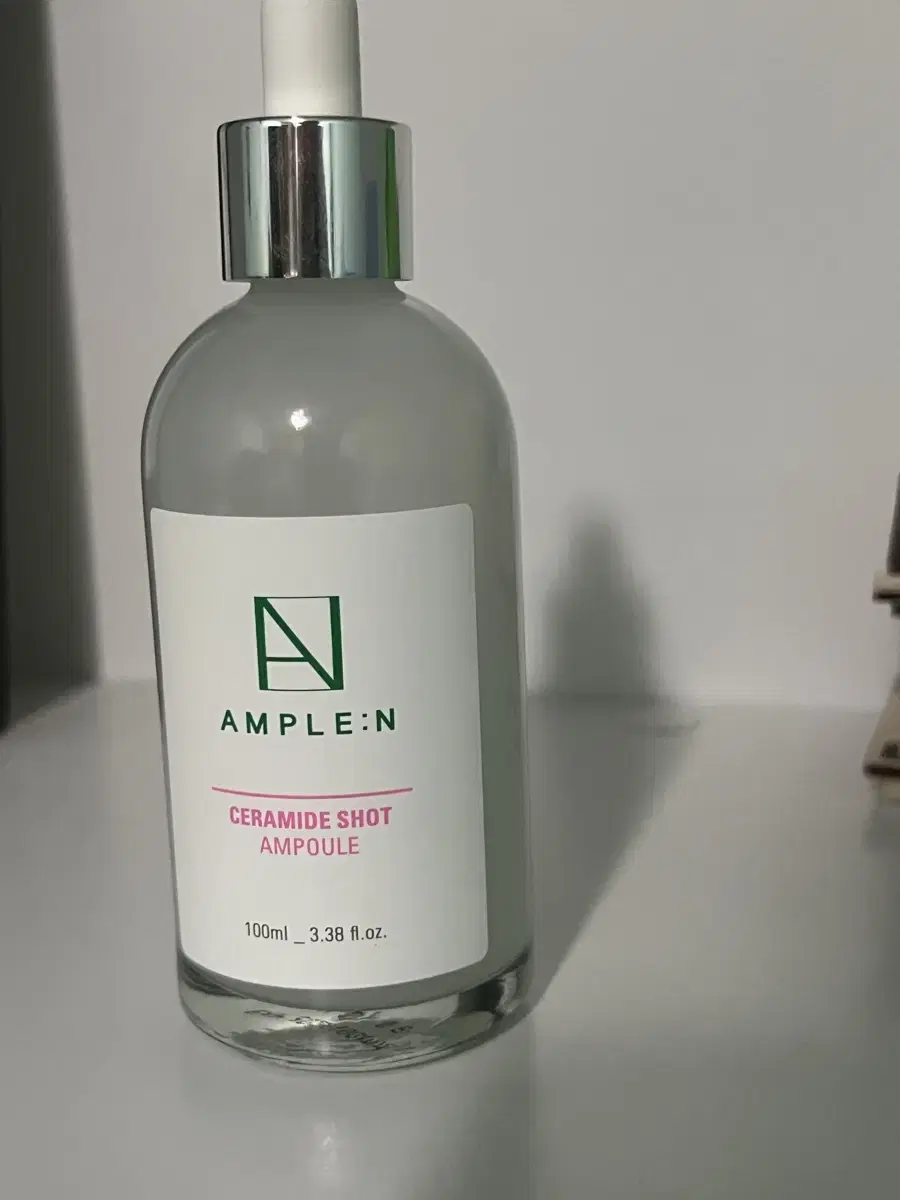 AMPLE:N
CERAMIDE SHOT
AMPOULE
100ml _ 3.38 fl.oz.